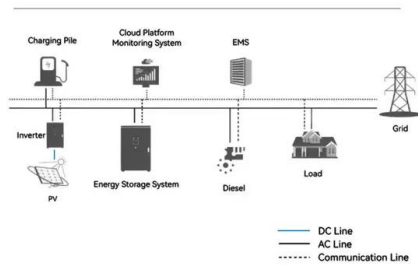 Charging Pile
Cloud Platform
Monitoring System
EMS
Grid
Inverter
PV
Energy Storage System
Diesel
Load
DC Line
AC Line
Communication Line